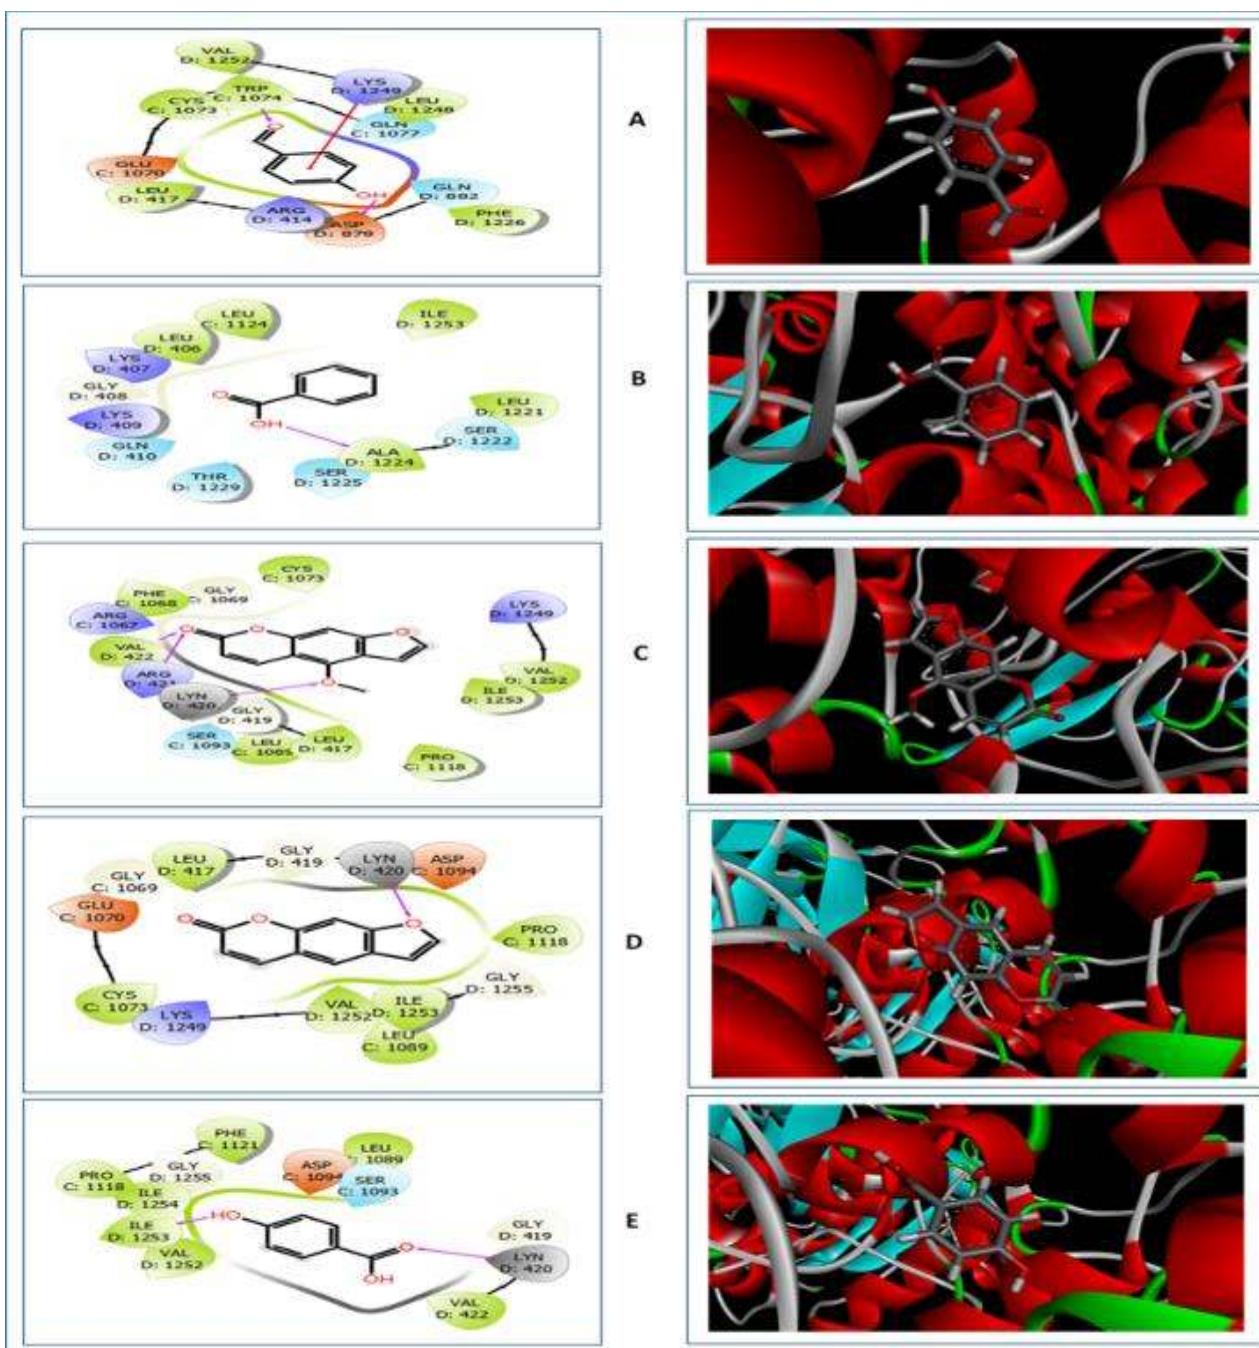 VAL
D: 1252
LYS
D: 1249
TRP
C: 1074
CYS
C: 1073
LEU
D: 1248
GLN
C: 1077
O
GLU
C: 1070
LEU
D: 417
ARG
D: 414
OH
ASP
D: 879
GLN
D: 882
PHE
D: 1226
A
LEU
C: 1124
ILE
D: 1253
LEU
D: 406
LYS
D: 407
GLY
D: 408
LYS
D: 409
GLN
D: 410
O
OH
LEU
D: 1221
SER
D: 1222
ALA
D: 1224
SER
D: 1225
THR
D: 1229
B
CYS
C: 1073
PHE
C: 1068
GLY
C: 1069
ARG
C: 1067
LYS
D: 1249
VAL
D: 422
O
O
O
ARG
D: 421
LYN
D: 420
O
VAL
D: 1252
ILE
D: 1253
GLY
D: 419
SER
C: 1093
LEU
C: 1085
LEU
D: 417
PRO
C: 1118
C
LEU
D: 417
GLY
D: 419
LYN
D: 420
ASP
C: 1094
GLY
C: 1069
GLU
C: 1070
O
O
O
PRO
C: 1118
GLY
D: 1255
CYS
C: 1073
LYS
D: 1249
VAL
D: 1252
ILE
D: 1253
LEU
C: 1089
D
PHE
C: 1121
PRO
C: 1118
GLY
D: 1255
ILE
D: 1254
ASP
C: 1094
LEU
C: 1089
SER
C: 1093
ILE
D: 1253
HO
VAL
D: 1252
O
OH
GLY
D: 419
LYN
D: 420
VAL
D: 422
E